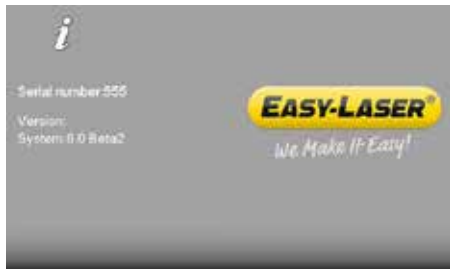 i
Serial number:555
Version:
System:6.0 Beta2
EASY-LASER®
We Make It Easy!